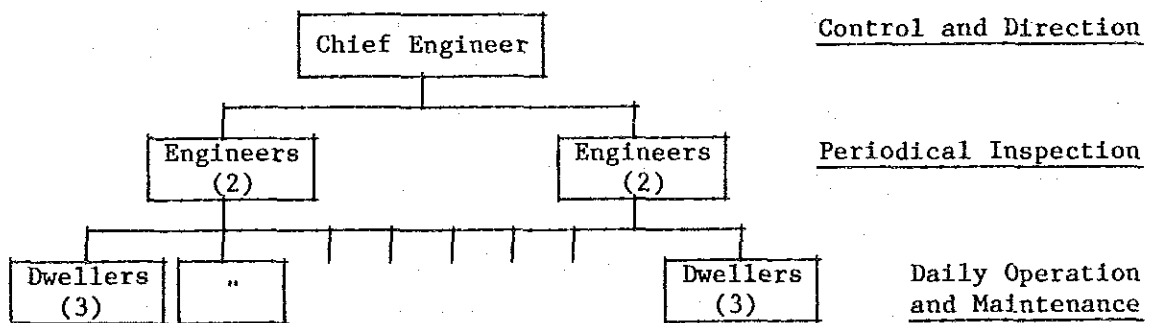 Chief Engineer
Control and Direction
Engineers
(2)
Engineers
(2)
Periodical Inspection
Dwellers
(3)
"
Dwellers
(3)
Daily Operation
and Maintenance